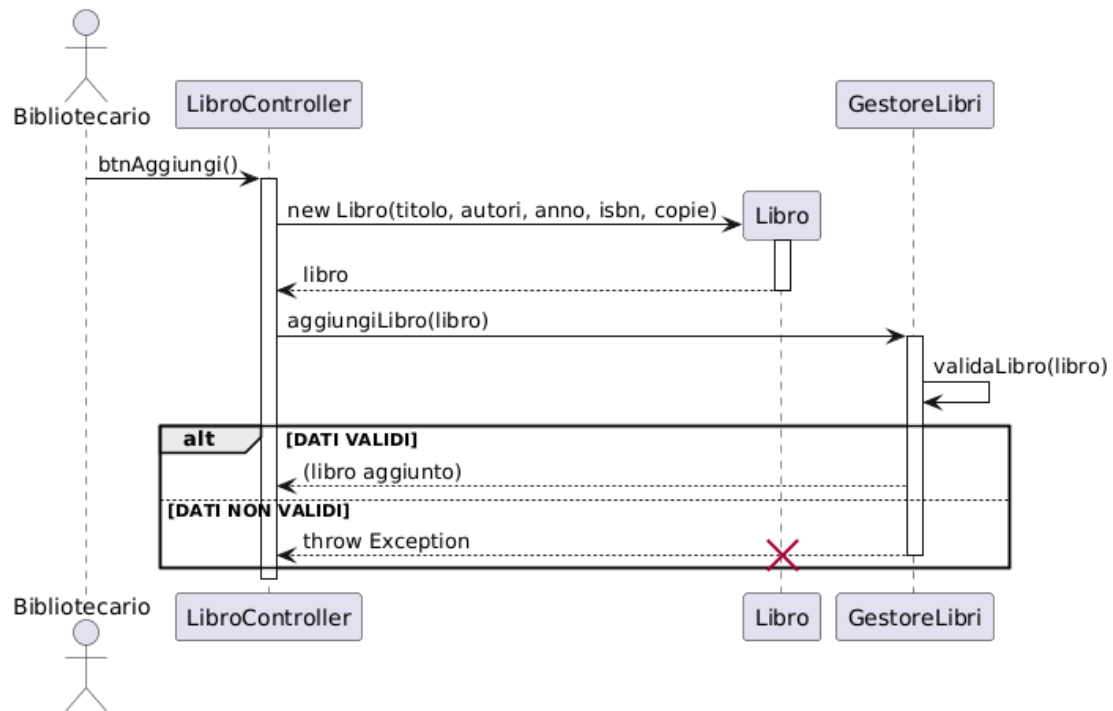 Bibliotecario
LibroController
GestoreLibri
btnAggiungi()
new Libro(titolo, autori, anno, isbn, copie)
Libro
libro
aggiungiLibro(libro)
validaLibro(libro)
alt
[DATI VALIDI]
(libro aggiunto)
[DATI NON VALIDI]
throw Exception
Bibliotecario
LibroController
Libro
GestoreLibri